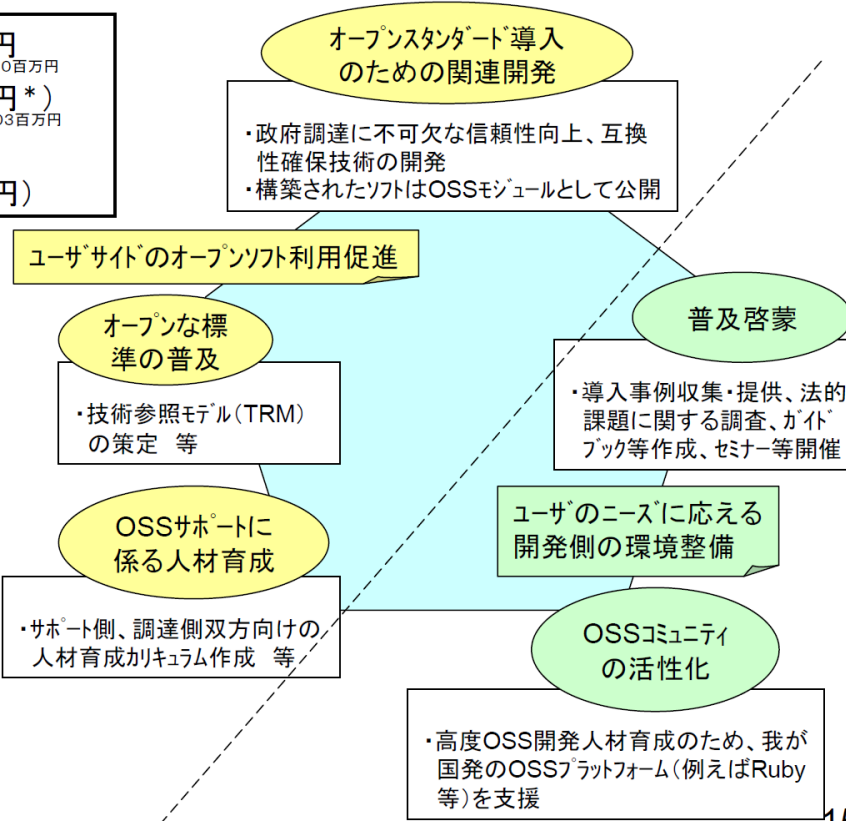 円
0百万円
円*）
03百万円
円）
オープンスタンダード導入
のための関連開発
・政府調達に不可欠な信頼性向上、互換
性確保技術の開発
・構築されたソフトはOSSモジュールとして公開
ユーザサイドのオープンソフト利用促進
オープンな標
準の普及
・技術参照モデル（TRM）
の策定　等
普及啓蒙
・導入事例収集・提供、法的
課題に関する調査、ガイド
ブック等作成、セミナー等開催
OSSサポートに
係る人材育成
・サポート側、調達側双方向けの
人材育成カリキュラム作成　等
ユーザのニーズに応える
開発側の環境整備
OSSコミュニティ
の活性化
・高度OSS開発人材育成のため、我が
国発のOSSプラットフォーム（例えばRuby
等）を支援